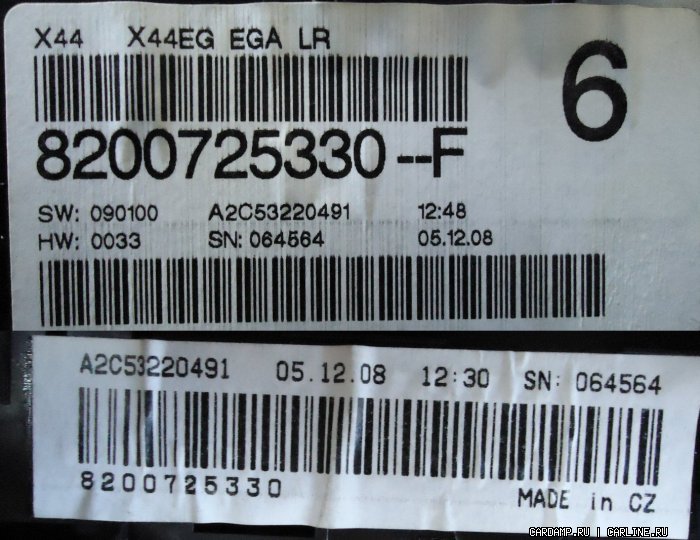 X44 X44EG EGA LR
6
8200725330--F
SW: 090100 A2C53220491 12:48
HW: 0033 SN: 064564 05.12.08
A2C53220491 05.12.08 12:30 SN: 064564
8200725330
MADE in CZ
CARDAMP.RU | CARLINE.RU